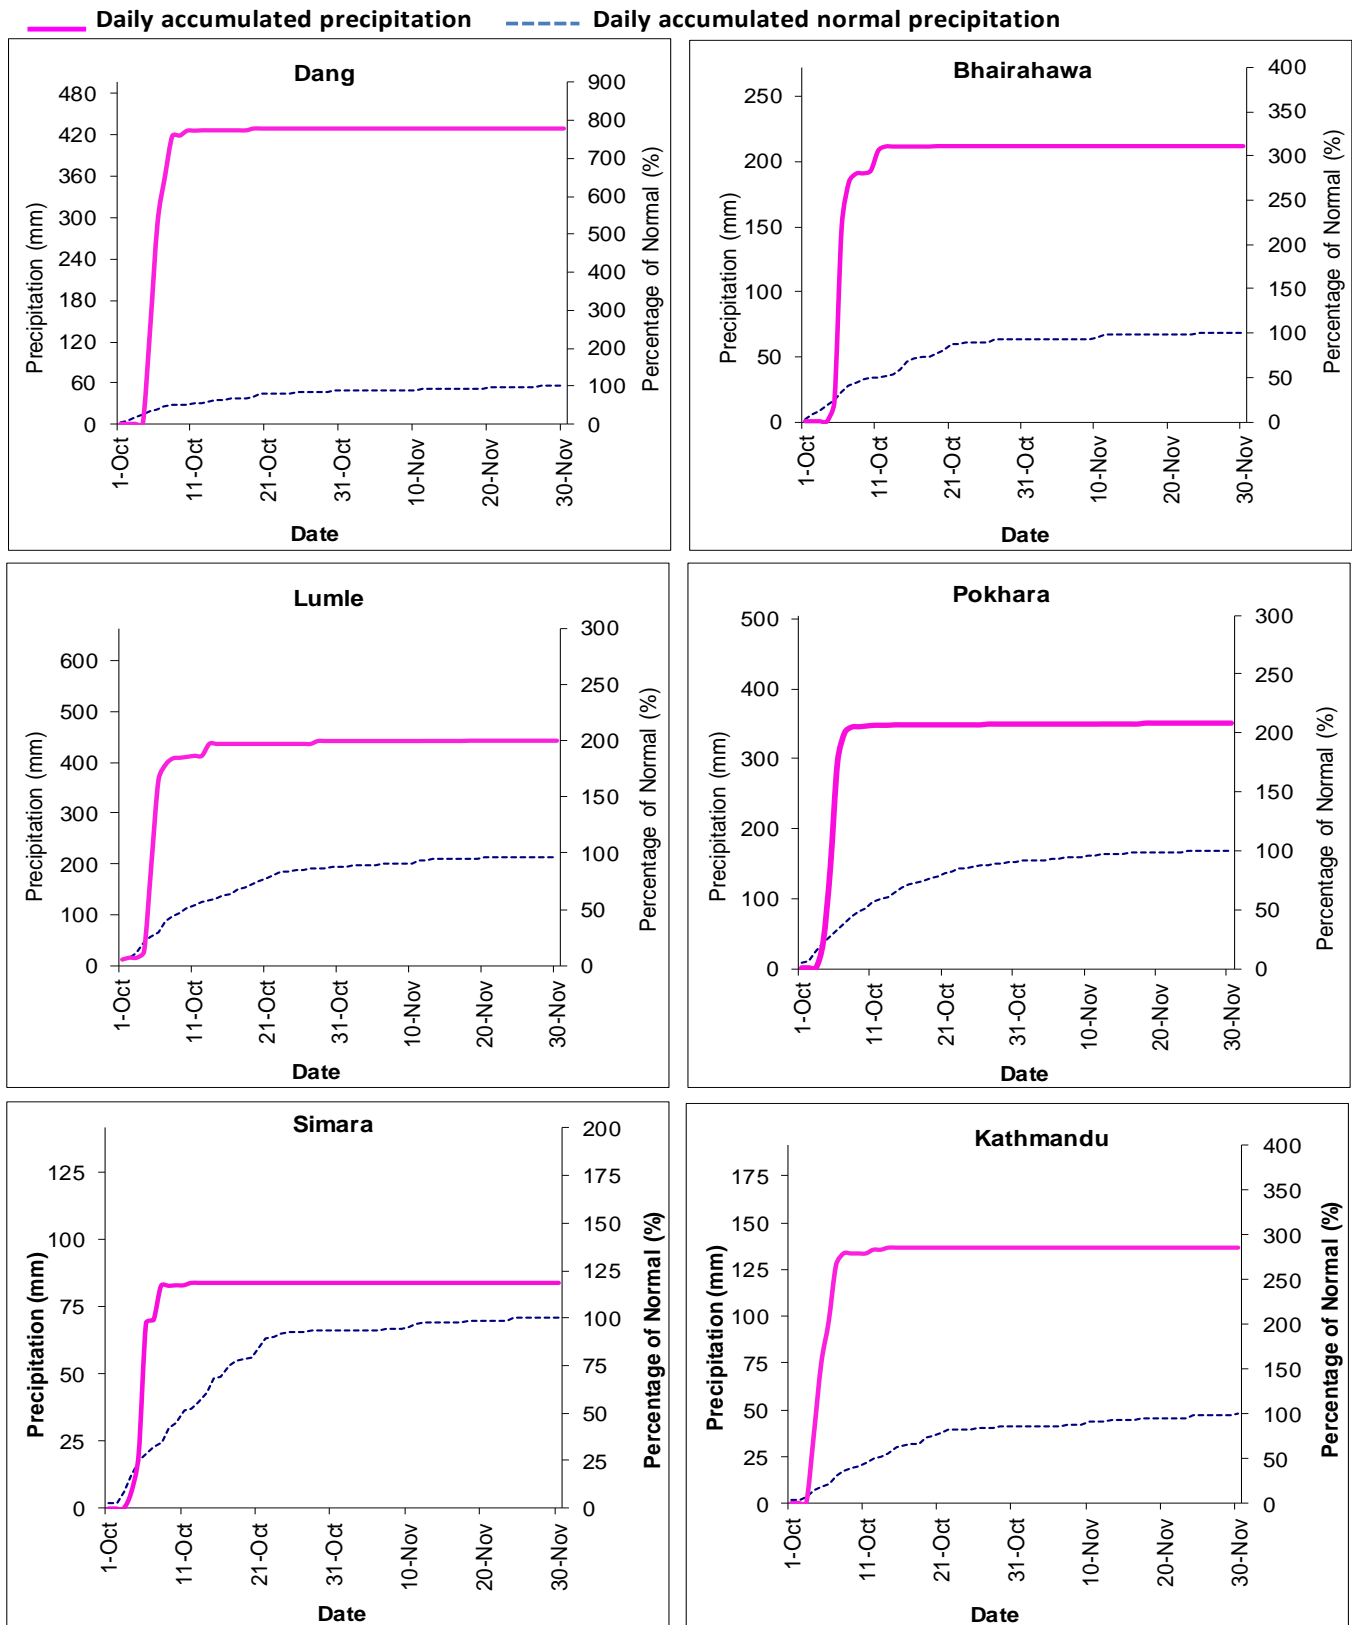 Daily accumulated precipitation Daily accumulated normal precipitation
Dang
Precipitation (mm)
480
420
360
300
240
180
120
60
0
900
800
700
600
500
400
300
200
100
0
Percentage of Normal (%)
1-Oct
11-Oct
21-Oct
31-Oct
10-Nov
20-Nov
30-Nov
Date
Bhairahawa
Precipitation (mm)
250
200
150
100
50
0
400
350
300
250
200
150
100
50
0
Percentage of Normal (%)
1-Oct
11-Oct
21-Oct
31-Oct
10-Nov
20-Nov
30-Nov
Date
Lumle
Precipitation (mm)
600
500
400
300
200
100
0
300
250
200
150
100
50
0
Percentage of Normal (%)
1-Oct
11-Oct
21-Oct
31-Oct
10-Nov
20-Nov
30-Nov
Date
Pokhara
Precipitation (mm)
500
400
300
200
100
0
300
250
200
150
100
50
0
Percentage of Normal (%)
1-Oct
11-Oct
21-Oct
31-Oct
10-Nov
20-Nov
30-Nov
Date
Simara
Precipitation (mm)
125
100
75
50
25
0
200
175
150
125
100
75
50
25
0
Percentage of Normal (%)
1-Oct
11-Oct
21-Oct
31-Oct
10-Nov
20-Nov
30-Nov
Date
Kathmandu
Precipitation (mm)
175
150
125
100
75
50
25
0
400
350
300
250
200
150
100
50
0
Percentage of Normal (%)
1-Oct
11-Oct
21-Oct
31-Oct
10-Nov
20-Nov
30-Nov
Date